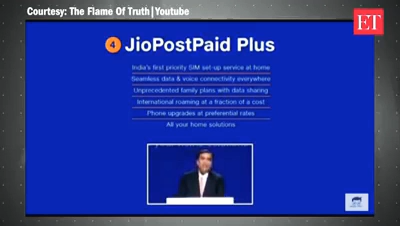 Courtesy: The Flame Of Truth|Youtube
ET
4 JioPostPaid Plus
India's first priority SIM set-up service at home
Seamless data & voice connectivity everywhere
Unprecedented family plans with data sharing
International roaming at a fraction of a cost
Phone upgrades at preferential rates
All your home solutions